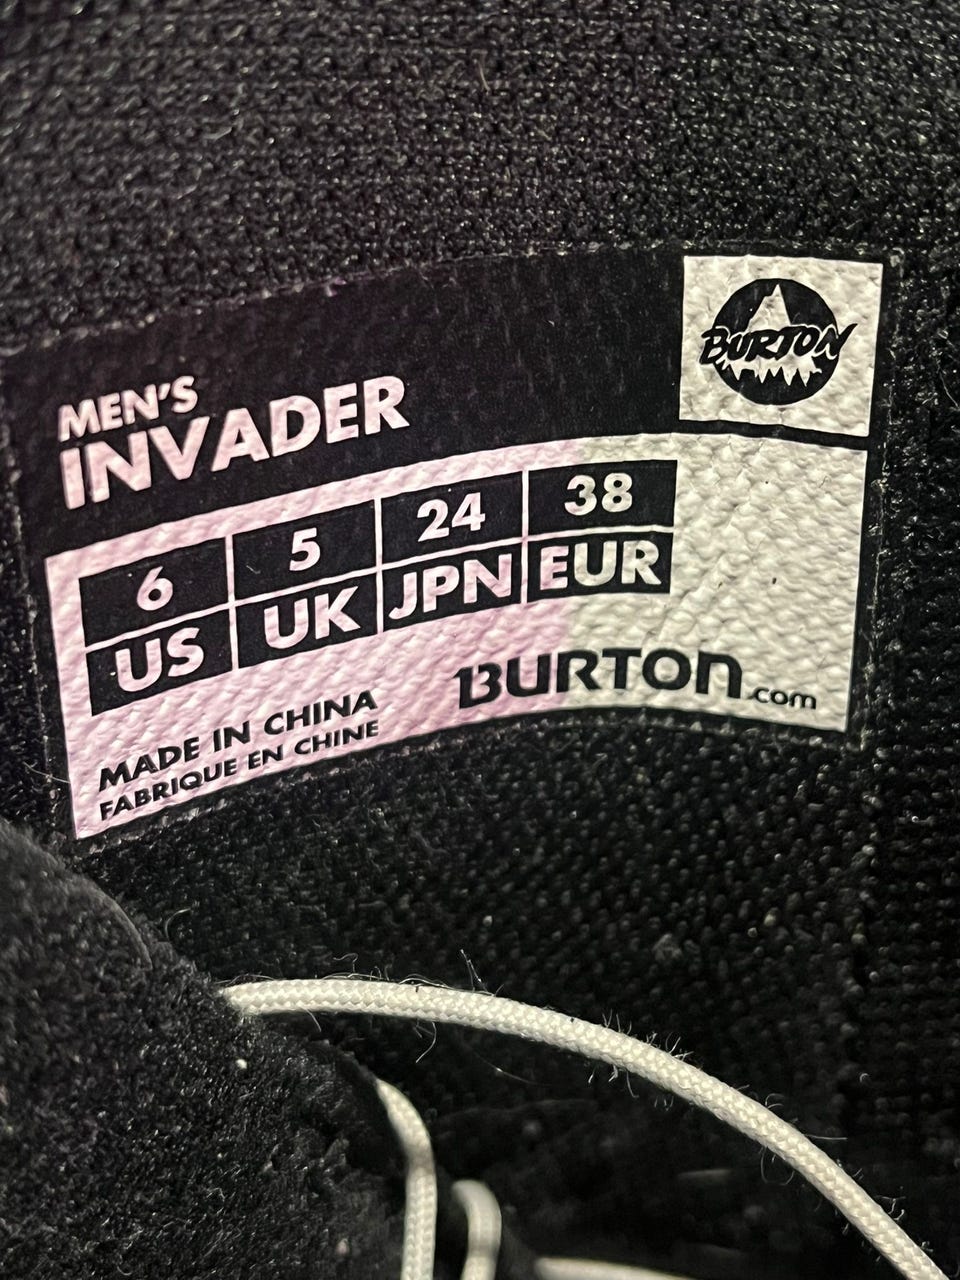 BURTON
MEN'S
INVADER
6 5 24 38
US UK JPN EUR
BURTON.com
MADE IN CHINA
FABRIQUE EN CHINE